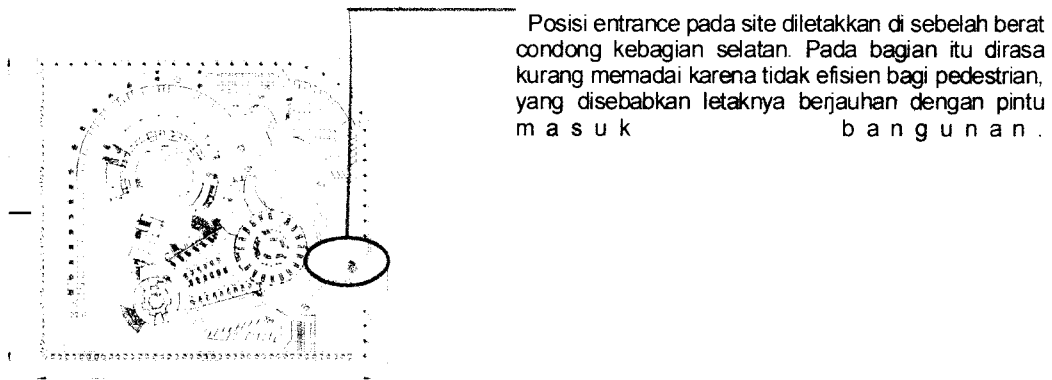 Posisi entrance pada site diletakkan di sebelah berat
condong kebagian selatan. Pada bagian itu dirasa
kurang memadai karena tidak efisien bagi pedestrian,
yang disebabkan letaknya berjauhan dengan pintu
masuk bangunan.